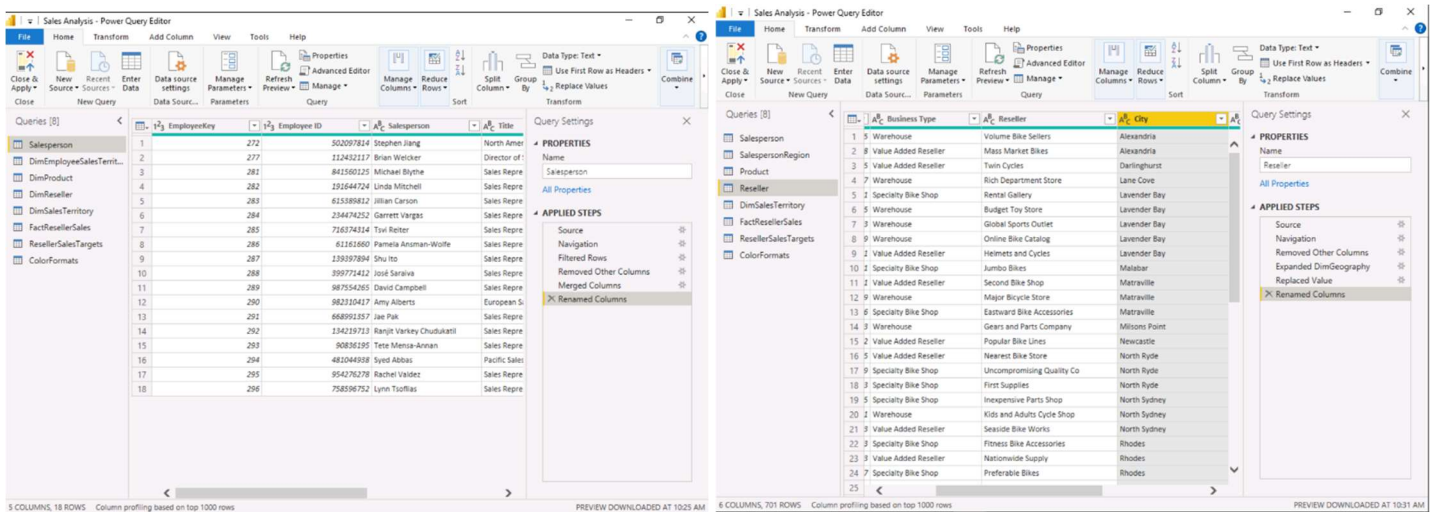 Sales Analysis - Power Query Editor
File Home Transform Add Column View Tools Help
Close & Apply
New Source
Recent Sources
Enter Data
Data source settings
Manage Parameters
Refresh Preview
Properties
Advanced Editor
Manage
Manage Columns
Reduce Rows
Split Column
Group By
Data Type: Text
Use First Row as Headers
Replace Values
Combine
Close New Query Data Sourc... Parameters Query Sort Transform
Queries [8]
Salesperson
DimEmployeeSalesTerrit...
DimProduct
DimReseller
DimSalesTerritory
FactResellerSales
ResellerSalesTargets
ColorFormats
EmployeeKey Employee ID Salesperson Title
1 272 502097814 Stephen Jiang North Amer
2 277 112432117 Brian Welcker Director of S
3 281 841560125 Michael Blythe Sales Repre
4 282 191644724 Linda Mitchell Sales Repre
5 283 615389812 Jillian Carson Sales Repre
6 284 234474252 Garrett Vargas Sales Repre
7 285 716374314 Tsvi Reiter Sales Repre
8 286 61161660 Pamela Ansman-Wolfe Sales Repre
9 287 139397894 Shu Ito Sales Repre
10 288 399771412 José Saraiva Sales Repre
11 289 987554265 David Campbell Sales Repre
12 290 982310417 Amy Alberts European Sa
13 291 668991357 Jae Pak Sales Repre
14 292 134219713 Ranjit Varkey Chudukatil Sales Repre
15 293 90836195 Tete Mensa-Annan Sales Repre
16 294 481044938 Syed Abbas Pacific Sales
17 295 954276278 Rachel Valdez Sales Repre
18 296 758596752 Lynn Tsoflias Sales Repre
Query Settings
PROPERTIES
Name
Salesperson
All Properties
APPLIED STEPS
Source
Navigation
Filtered Rows
Removed Other Columns
Merged Columns
Renamed Columns
5 COLUMNS, 18 ROWS Column profiling based on top 1000 rows PREVIEW DOWNLOADED AT 10:25 AM
Sales Analysis - Power Query Editor
File Home Transform Add Column View Tools Help
Close & Apply
New Source
Recent Sources
Enter Data
Data source settings
Manage Parameters
Refresh Preview
Properties
Advanced Editor
Manage
Manage Columns
Reduce Rows
Split Column
Group By
Data Type: Text
Use First Row as Headers
Replace Values
Combine
Close New Query Data Sourc... Parameters Query Sort Transform
Queries [8]
Salesperson
SalespersonRegion
Product
Reseller
DimSalesTerritory
FactResellerSales
ResellerSalesTargets
ColorFormats
Business Type Reseller City
1 5 Warehouse Volume Bike Sellers Alexandria
2 8 Value Added Reseller Mass Market Bikes Alexandria
3 5 Value Added Reseller Twin Cycles Darlinghurst
4 7 Warehouse Rich Department Store Lane Cove
5 1 Specialty Bike Shop Rental Gallery Lavender Bay
6 5 Warehouse Budget Toy Store Lavender Bay
7 3 Warehouse Global Sports Outlet Lavender Bay
8 9 Warehouse Online Bike Catalog Lavender Bay
9 1 Value Added Reseller Helmets and Cycles Lavender Bay
10 1 Specialty Bike Shop Jumbo Bikes Malabar
11 1 Value Added Reseller Second Bike Shop Matraville
12 9 Warehouse Major Bicycle Store Matraville
13 6 Specialty Bike Shop Eastward Bike Accessories Matraville
14 3 Warehouse Gears and Parts Company Milsons Point
15 2 Value Added Reseller Popular Bike Lines Newcastle
16 5 Value Added Reseller Nearest Bike Store North Ryde
17 9 Specialty Bike Shop Uncompromising Quality Co North Ryde
18 3 Specialty Bike Shop First Supplies North Ryde
19 5 Specialty Bike Shop Inexpensive Parts Shop North Sydney
20 1 Warehouse Kids and Adults Cycle Shop North Sydney
21 3 Value Added Reseller Seaside Bike Works North Sydney
22 3 Specialty Bike Shop Fitness Bike Accessories Rhodes
23 3 Value Added Reseller Nationwide Supply Rhodes
24 7 Specialty Bike Shop Preferable Bikes Rhodes
25
Query Settings
PROPERTIES
Name
Reseller
All Properties
APPLIED STEPS
Source
Navigation
Removed Other Columns
Expanded DimGeography
Replaced Value
Renamed Columns
6 COLUMNS, 701 ROWS Column profiling based on top 1000 rows PREVIEW DOWNLOADED AT 10:31 AM